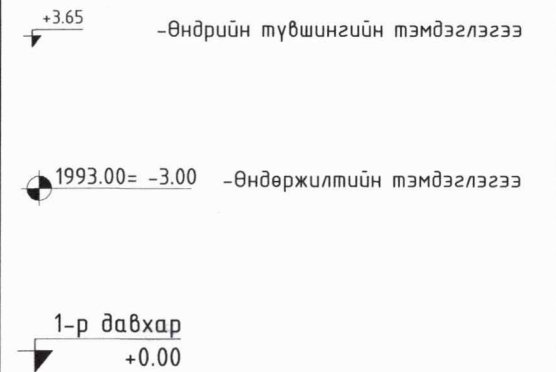 +3.65 -Өндрийн түвшингийн тэмдэглэгээ
1993.00= -3.00 -Өндөржилтийн тэмдэглэгээ
1-р давхар
+0.00